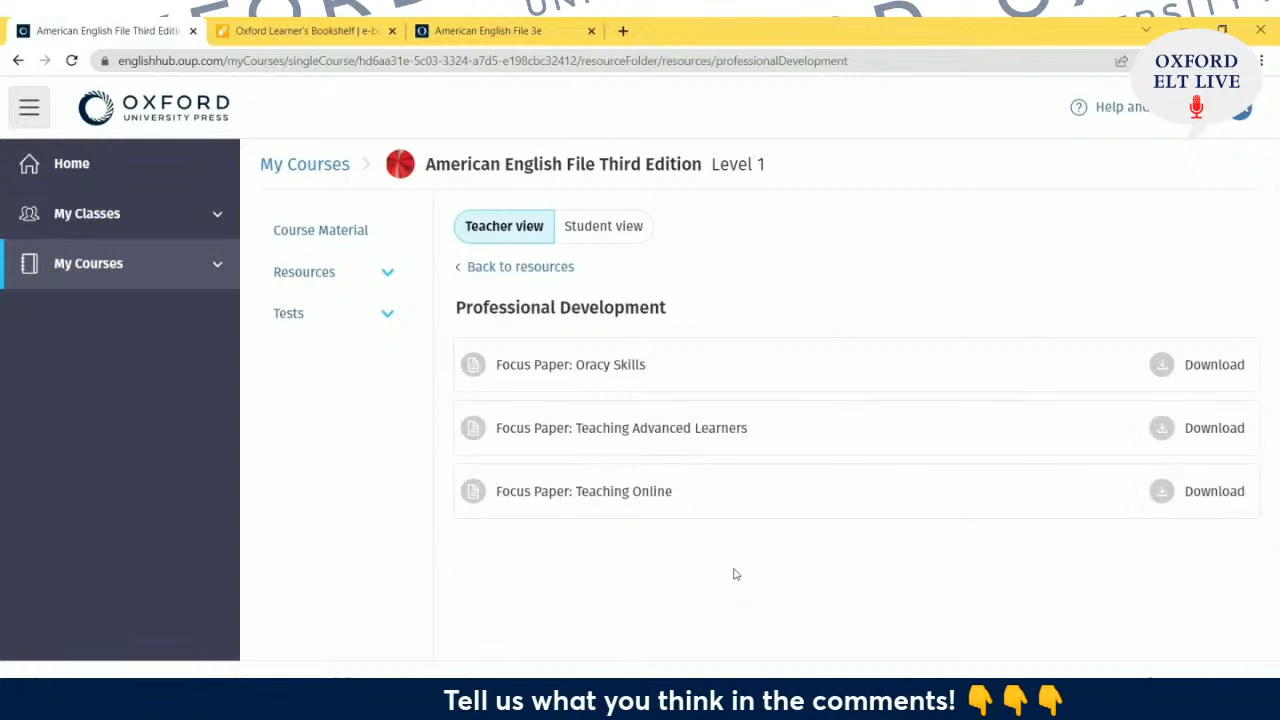 American English File Third Editi
Oxford Learner's Bookshelf | e-b
American English File 3e
englishhub.oup.com/myCourses/singleCourse/hd6aa31e-5c03-3324-a7d5-e198cbc32412/resourceFolder/resources/professionalDevelopment
OXFORD
ELT LIVE
OXFORD
UNIVERSITY PRESS
Help an
Home
My Classes
My Courses
My Courses
American English File Third Edition Level 1
Course Material
Resources
Tests
Teacher view
Student view
Back to resources
Professional Development
Focus Paper: Oracy Skills
Download
Focus Paper: Teaching Advanced Learners
Download
Focus Paper: Teaching Online
Download
Tell us what you think in the comments! 👇👇👇